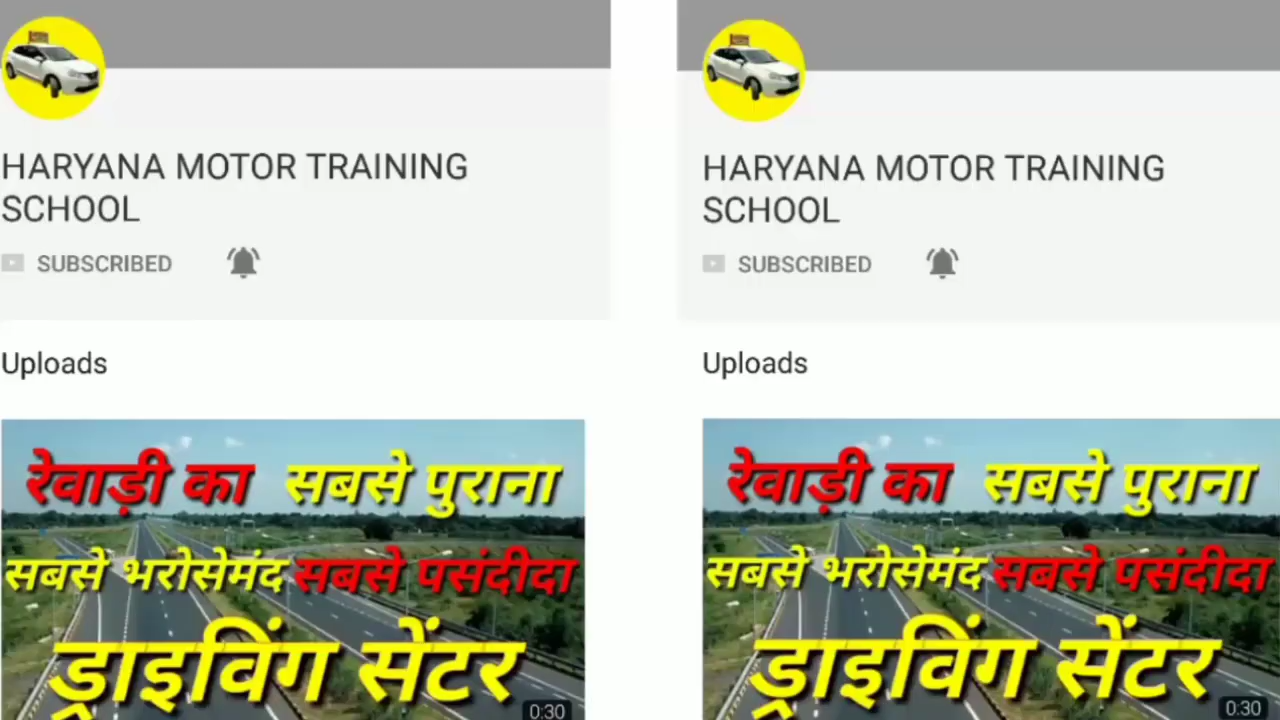 HARYANA MOTOR TRAINING
SCHOOL
SUBSCRIBED
Uploads
रेवाड़ी का सबसे पुराना
सबसे भरोसेमंद सबसे पसंदीदा
ड्राइविंग सेंटर
0:30
HARYANA MOTOR TRAINING
SCHOOL
SUBSCRIBED
Uploads
रेवाड़ी का सबसे पुराना
सबसे भरोसेमंद सबसे पसंदीदा
ड्राइविंग सेंटर
0:30